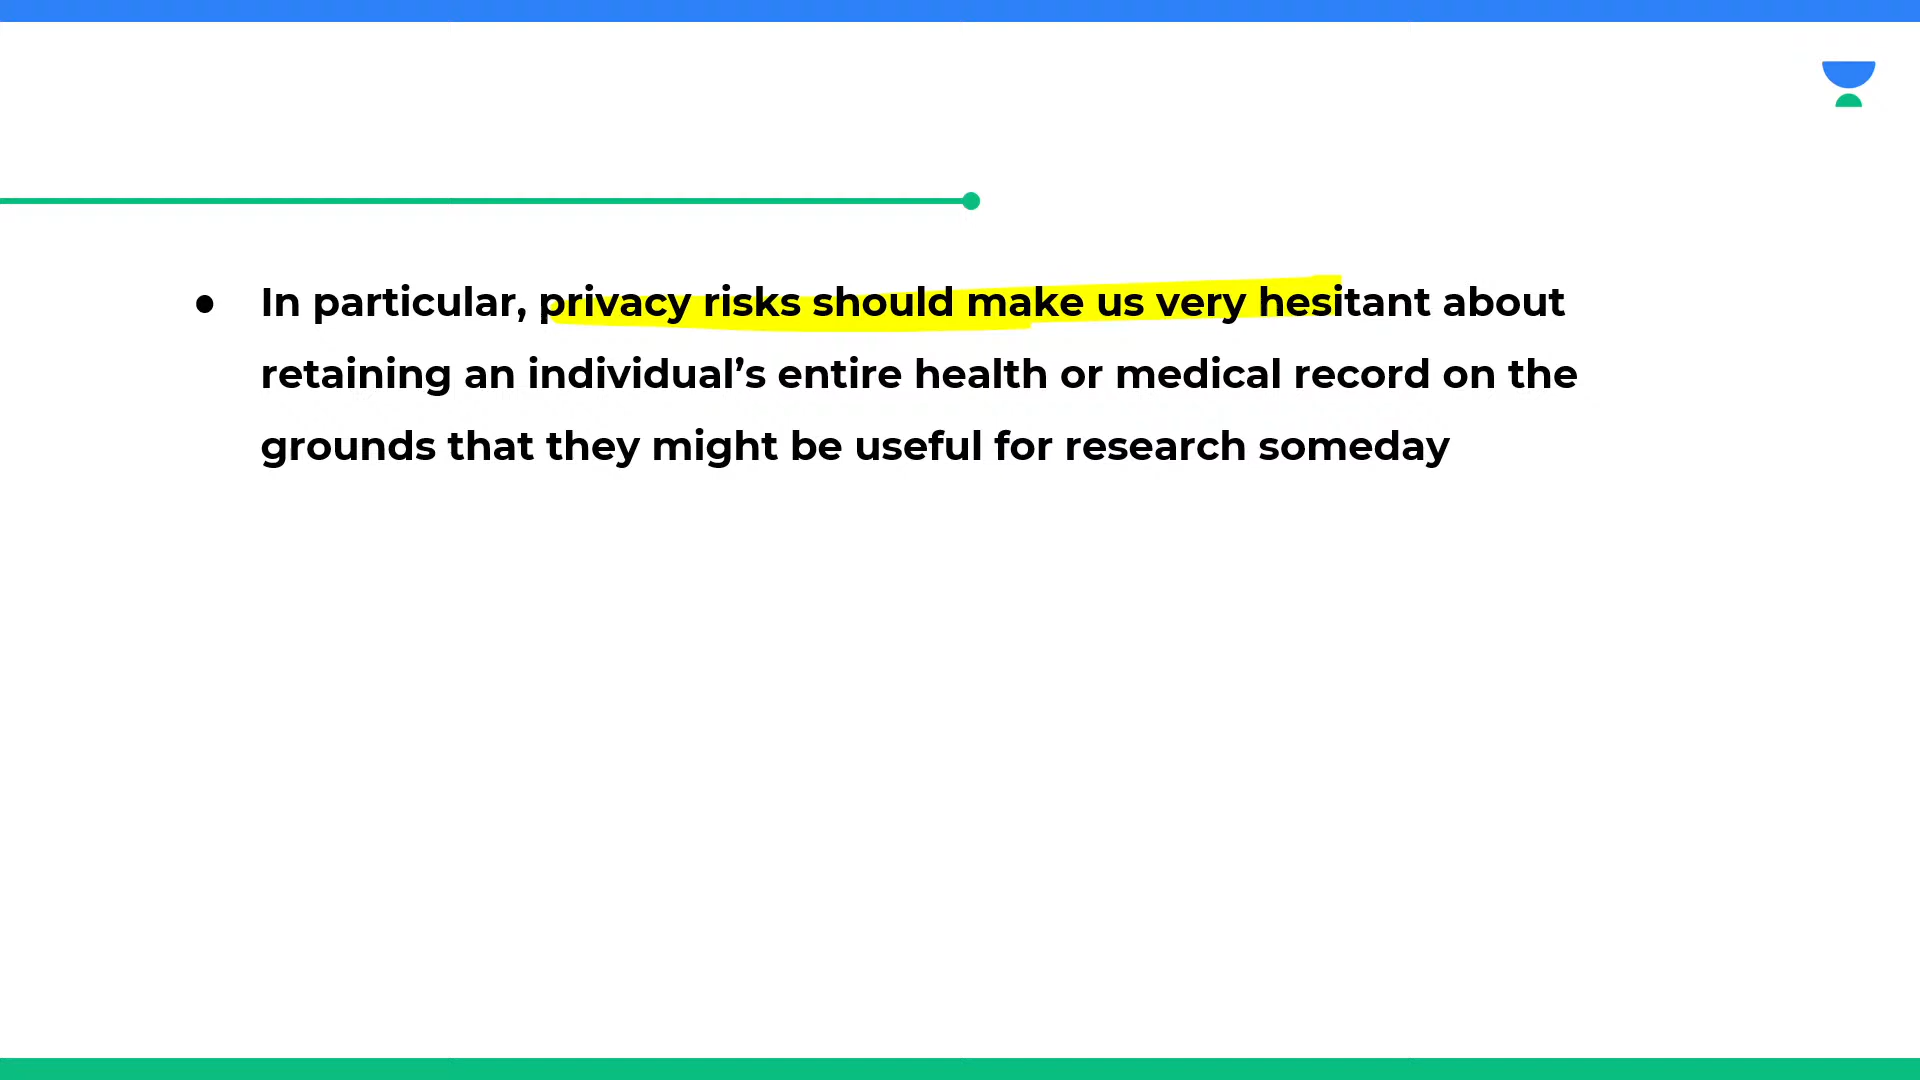 ● In particular, privacy risks should make us very hesitant about
retaining an individual’s entire health or medical record on the
grounds that they might be useful for research someday